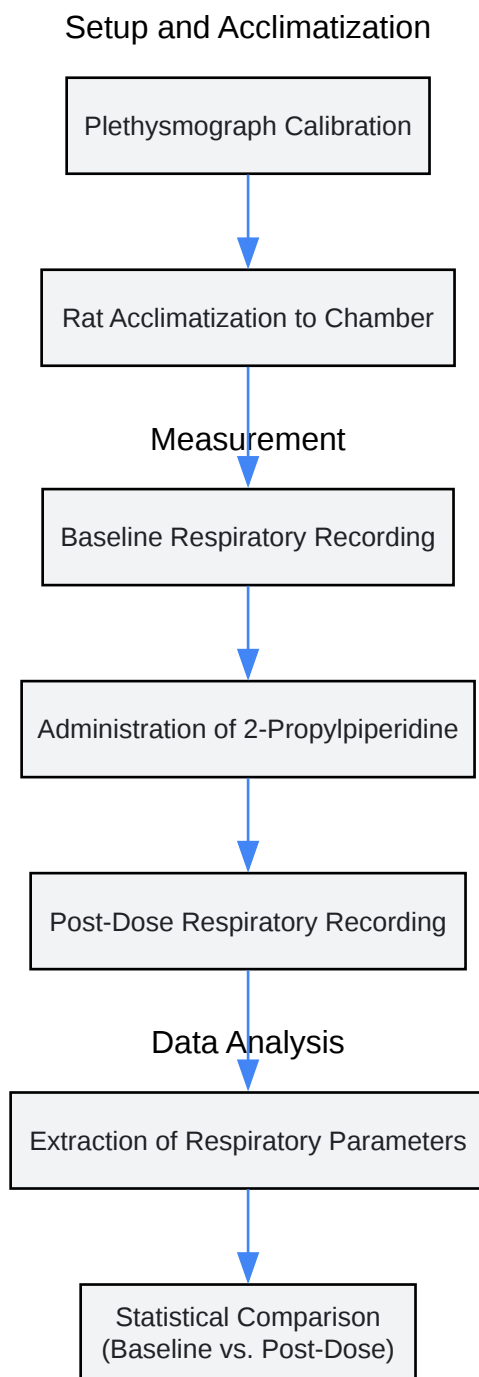 Setup and Acclimatization
Plethysmograph Calibration
Rat Acclimatization to Chamber
Measurement
Baseline Respiratory Recording
Administration of 2-Propylpiperidine
Post-Dose Respiratory Recording
Data Analysis
Extraction of Respiratory Parameters
Statistical Comparison
(Baseline vs. Post-Dose)